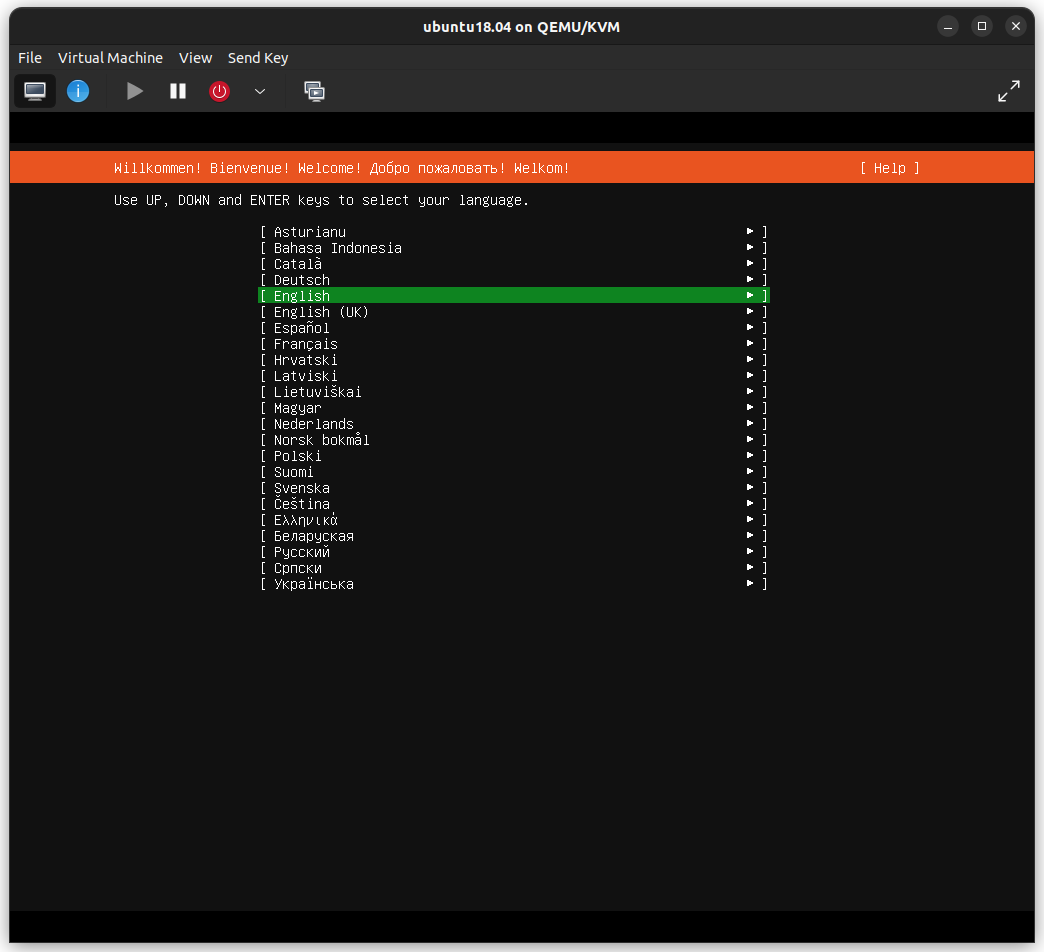 ubuntu18.04 on QEMU/KVM
File Virtual Machine View Send Key
Willkommen! Bienvenue! Welcome! Добро пожаловать! Welkom! [ Help ]
Use UP, DOWN and ENTER keys to select your language.
[ Asturianu ▸ ]
[ Bahasa Indonesia ▸ ]
[ Català ▸ ]
[ Deutsch ▸ ]
[ English ▸ ]
[ English (UK) ▸ ]
[ Español ▸ ]
[ Français ▸ ]
[ Hrvatski ▸ ]
[ Latviski ▸ ]
[ Lietuviškai ▸ ]
[ Magyar ▸ ]
[ Nederlands ▸ ]
[ Norsk bokmål ▸ ]
[ Polski ▸ ]
[ Suomi ▸ ]
[ Svenska ▸ ]
[ Čeština ▸ ]
[ Ελληνικά ▸ ]
[ Беларуская ▸ ]
[ Русский ▸ ]
[ Српски ▸ ]
[ Українська ▸ ]